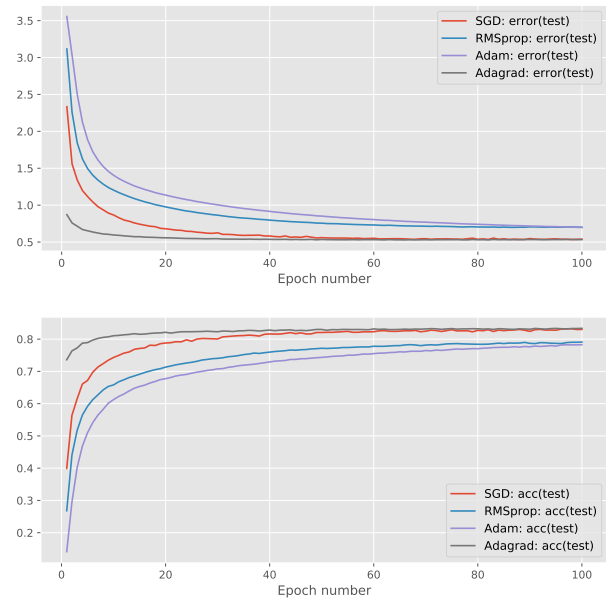 3.5
3.0
2.5
2.0
1.5
1.0
0.5
SGD: error(test)
RMSprop: error(test)
Adam: error(test)
Adagrad: error(test)
0 20 40 60 80 100
Epoch number
0.8
0.7
0.6
0.5
0.4
0.3
0.2
SGD: acc(test)
RMSprop: acc(test)
Adam: acc(test)
Adagrad: acc(test)
0 20 40 60 80 100
Epoch number